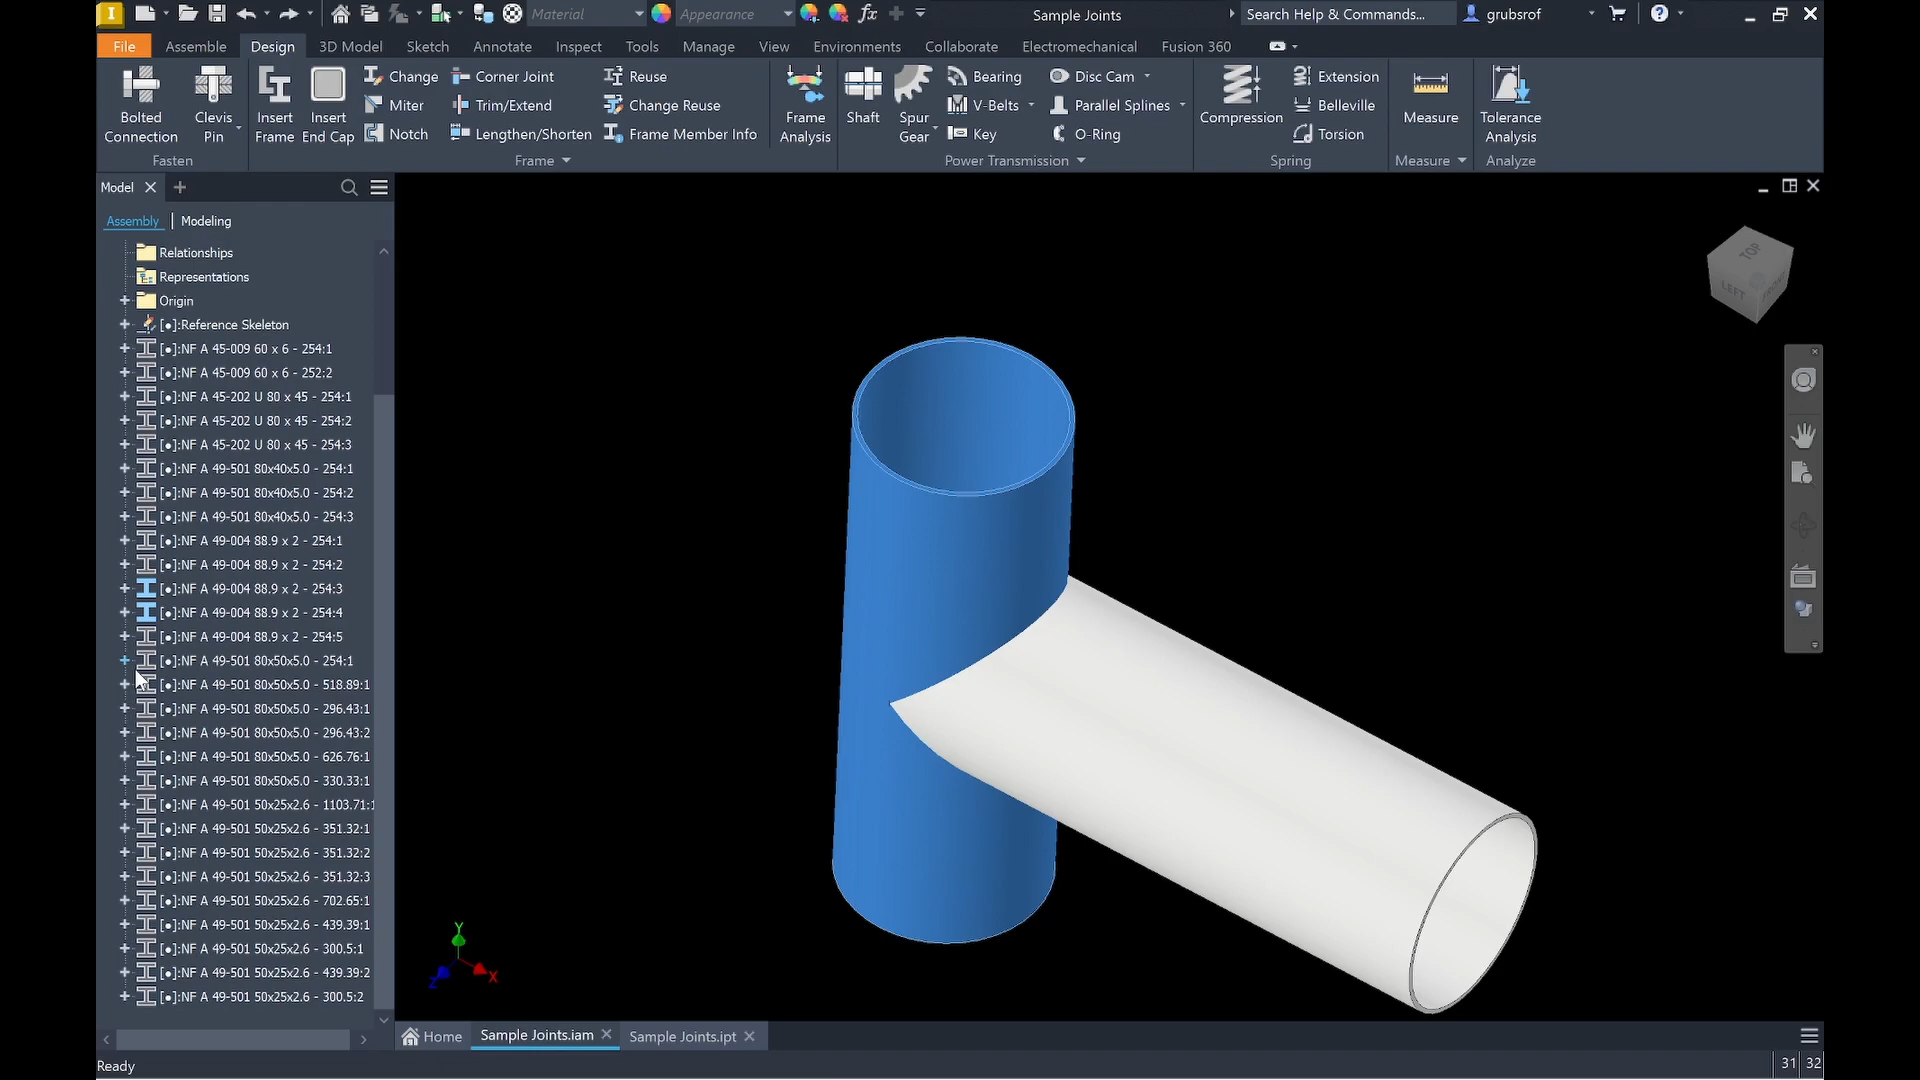 I Material Appearance fx Sample Joints Search Help & Commands... grubsrof
File Assemble Design 3D Model Sketch Annotate Inspect Tools Manage View Environments Collaborate Electromechanical Fusion 360
Bolted Connection
Clevis Pin
Fasten
Insert Frame
Insert End Cap
Change
Miter
Notch
Corner Joint
Trim/Extend
Lengthen/Shorten
Reuse
Change Reuse
Frame Member Info
Frame
Frame Analysis
Shaft
Spur Gear
Bearing
V-Belts
Key
Disc Cam
Parallel Splines
O-Ring
Power Transmission
Compression
Extension
Belleville
Torsion
Spring
Measure
Measure
Tolerance Analysis
Analyze
Model
Assembly | Modeling
Relationships
Representations
Origin
[●]:Reference Skeleton
[●]:NF A 45-009 60 x 6 - 254:1
[●]:NF A 45-009 60 x 6 - 252:2
[●]:NF A 45-202 U 80 x 45 - 254:1
[●]:NF A 45-202 U 80 x 45 - 254:2
[●]:NF A 45-202 U 80 x 45 - 254:3
[●]:NF A 49-501 80x40x5.0 - 254:1
[●]:NF A 49-501 80x40x5.0 - 254:2
[●]:NF A 49-501 80x40x5.0 - 254:3
[●]:NF A 49-004 88.9 x 2 - 254:1
[●]:NF A 49-004 88.9 x 2 - 254:2
[●]:NF A 49-004 88.9 x 2 - 254:3
[●]:NF A 49-004 88.9 x 2 - 254:4
[●]:NF A 49-004 88.9 x 2 - 254:5
[●]:NF A 49-501 80x50x5.0 - 254:1
[●]:NF A 49-501 80x50x5.0 - 518.89:1
[●]:NF A 49-501 80x50x5.0 - 296.43:1
[●]:NF A 49-501 80x50x5.0 - 296.43:2
[●]:NF A 49-501 80x50x5.0 - 626.76:1
[●]:NF A 49-501 80x50x5.0 - 330.33:1
[●]:NF A 49-501 50x25x2.6 - 1103.71:1
[●]:NF A 49-501 50x25x2.6 - 351.32:1
[●]:NF A 49-501 50x25x2.6 - 351.32:2
[●]:NF A 49-501 50x25x2.6 - 351.32:3
[●]:NF A 49-501 50x25x2.6 - 702.65:1
[●]:NF A 49-501 50x25x2.6 - 439.39:1
[●]:NF A 49-501 50x25x2.6 - 300.5:1
[●]:NF A 49-501 50x25x2.6 - 439.39:2
[●]:NF A 49-501 50x25x2.6 - 300.5:2
TOP
LEFT
FRONT
Y
Z
X
Home Sample Joints.iam Sample Joints.ipt
Ready 31 32